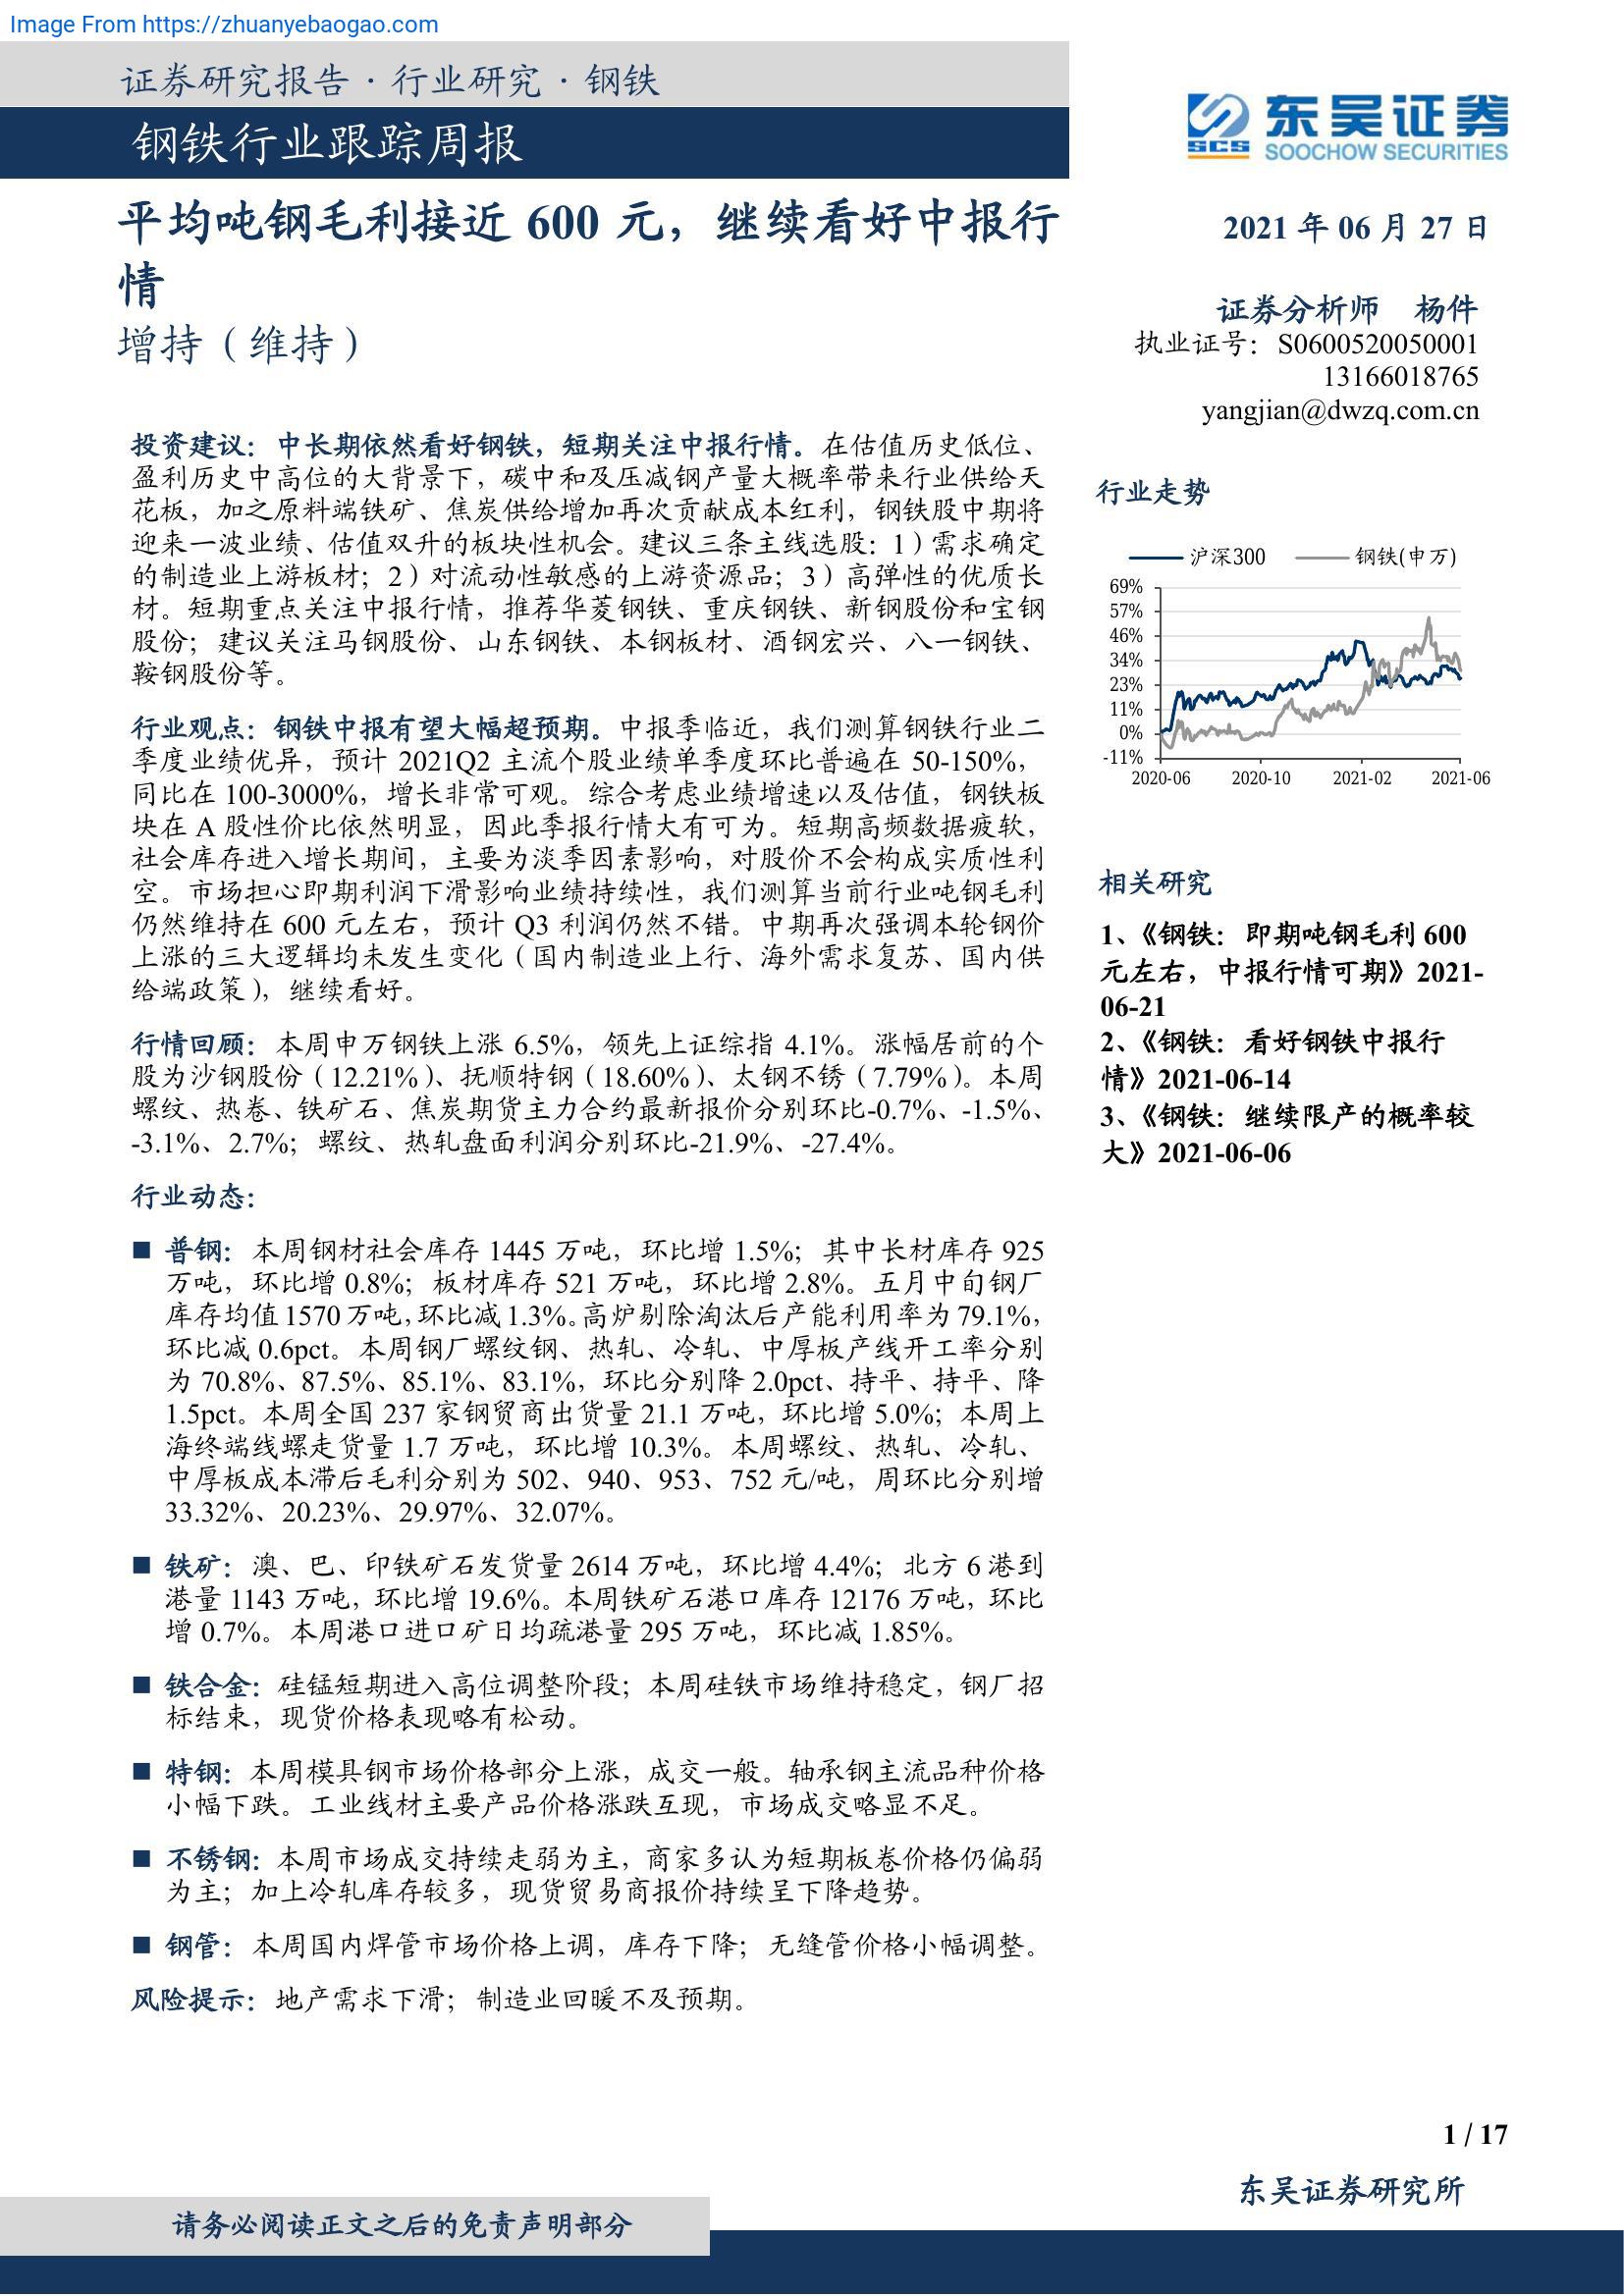 Image From https://zhuanyebaogao.com
证券研究报告 · 行业研究 · 钢铁
钢铁行业跟踪周报
东吴证券
SCS
SOOCHOW SECURITIES
平均吨钢毛利接近 600 元，继续看好中报行
情
增持（维持）
投资建议：中长期依然看好钢铁，短期关注中报行情。在估值历史低位、
盈利历史中高位的大背景下，碳中和及压减钢产量大概率带来行业供给天
花板，加之原料端铁矿、焦炭供给增加再次贡献成本红利，钢铁股中期将
迎来一波业绩、估值双升的板块性机会。建议三条主线选股：1）需求确定
的制造业上游板材；2）对流动性敏感的上游资源品；3）高弹性的优质长
材。短期重点关注中报行情，推荐华菱钢铁、重庆钢铁、新钢股份和宝钢
股份；建议关注马钢股份、山东钢铁、本钢板材、酒钢宏兴、八一钢铁、
鞍钢股份等。
行业观点：钢铁中报有望大幅超预期。中报季临近，我们测算钢铁行业二
季度业绩优异，预计 2021Q2 主流个股业绩单季度环比普遍在 50-150%，
同比在 100-3000%，增长非常可观。综合考虑业绩增速以及估值，钢铁板
块在 A 股性价比依然明显，因此季报行情大有可为。短期高频数据疲软，
社会库存进入增长期间，主要为淡季因素影响，对股价不会构成实质性利
空。市场担心即期利润下滑影响业绩持续性，我们测算当前行业吨钢毛利
仍然维持在 600 元左右，预计 Q3 利润仍然不错。中期再次强调本轮钢价
上涨的三大逻辑均未发生变化（国内制造业上行、海外需求复苏、国内供
给端政策），继续看好。
行情回顾：本周申万钢铁上涨 6.5%，领先上证综指 4.1%。涨幅居前的个
股为沙钢股份（12.21%）、抚顺特钢（18.60%）、太钢不锈（7.79%）。本周
螺纹、热卷、铁矿石、焦炭期货主力合约最新报价分别环比-0.7%、-1.5%、
-3.1%、2.7%；螺纹、热轧盘面利润分别环比-21.9%、-27.4%。
行业动态：
■ 普钢：本周钢材社会库存 1445 万吨，环比增 1.5%；其中长材库存 925
万吨，环比增 0.8%；板材库存 521 万吨，环比增 2.8%。五月中旬钢厂
库存均值 1570 万吨，环比减 1.3%。高炉剔除淘汰后产能利用率为 79.1%，
环比减 0.6pct。本周钢厂螺纹钢、热轧、冷轧、中厚板产线开工率分别
为 70.8%、87.5%、85.1%、83.1%，环比分别降 2.0pct、持平、持平、降
1.5pct。本周全国 237 家钢贸商出货量 21.1 万吨，环比增 5.0%；本周上
海终端线螺走货量 1.7 万吨，环比增 10.3%。本周螺纹、热轧、冷轧、
中厚板成本滞后毛利分别为 502、940、953、752 元/吨，周环比分别增
33.32%、20.23%、29.97%、32.07%。
■ 铁矿：澳、巴、印铁矿石发货量 2614 万吨，环比增 4.4%；北方 6 港到
港量 1143 万吨，环比增 19.6%。本周铁矿石港口库存 12176 万吨，环比
增 0.7%。本周港口进口矿日均疏港量 295 万吨，环比减 1.85%。
■ 铁合金：硅锰短期进入高位调整阶段；本周硅铁市场维持稳定，钢厂招
标结束，现货价格表现略有松动。
■ 特钢：本周模具钢市场价格部分上涨，成交一般。轴承钢主流品种价格
小幅下跌。工业线材主要产品价格涨跌互现，市场成交略显不足。
■ 不锈钢：本周市场成交持续走弱为主，商家多认为短期板卷价格仍偏弱
为主；加上冷轧库存较多，现货贸易商报价持续呈下降趋势。
■ 钢管：本周国内焊管市场价格上调，库存下降；无缝管价格小幅调整。
风险提示：地产需求下滑；制造业回暖不及预期。
2021 年 06 月 27 日
证券分析师 杨件
执业证号：S0600520050001
13166018765
yangjian@dwzq.com.cn
行业走势
沪深300 钢铁(申万)
69%
57%
46%
34%
23%
11%
0%
-11%
2020-06 2020-10 2021-02 2021-06
相关研究
1、《钢铁：即期吨钢毛利 600
元左右，中报行情可期》2021-
06-21
2、《钢铁：看好钢铁中报行
情》2021-06-14
3、《钢铁：继续限产的概率较
大》2021-06-06
1 / 17
东吴证券研究所
请务必阅读正文之后的免责声明部分